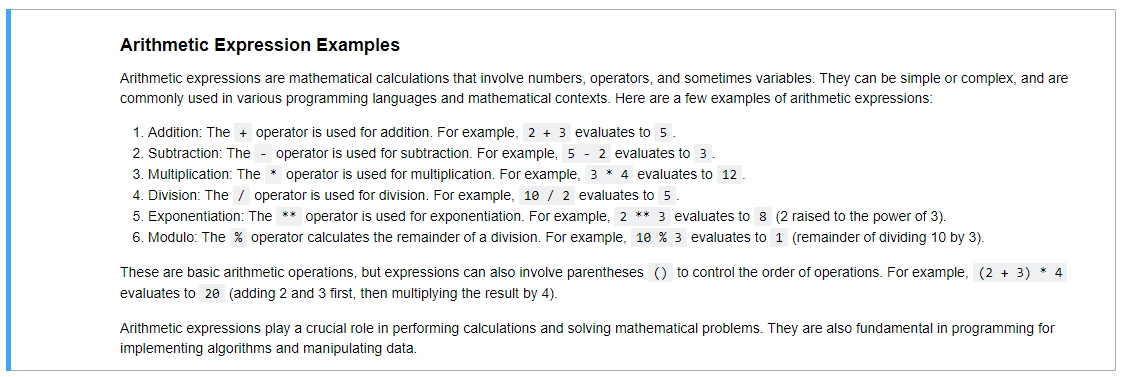 Arithmetic Expression Examples
Arithmetic expressions are mathematical calculations that involve numbers, operators, and sometimes variables. They can be simple or complex, and are
commonly used in various programming languages and mathematical contexts. Here are a few examples of arithmetic expressions:
1. Addition: The + operator is used for addition. For example, 2 + 3 evaluates to 5 .
2. Subtraction: The - operator is used for subtraction. For example, 5 - 2 evaluates to 3 .
3. Multiplication: The * operator is used for multiplication. For example, 3 * 4 evaluates to 12 .
4. Division: The / operator is used for division. For example, 10 / 2 evaluates to 5 .
5. Exponentiation: The ** operator is used for exponentiation. For example, 2 ** 3 evaluates to 8 (2 raised to the power of 3).
6. Modulo: The % operator calculates the remainder of a division. For example, 10 % 3 evaluates to 1 (remainder of dividing 10 by 3).
These are basic arithmetic operations, but expressions can also involve parentheses () to control the order of operations. For example, (2 + 3) * 4
evaluates to 20 (adding 2 and 3 first, then multiplying the result by 4).
Arithmetic expressions play a crucial role in performing calculations and solving mathematical problems. They are also fundamental in programming for
implementing algorithms and manipulating data.